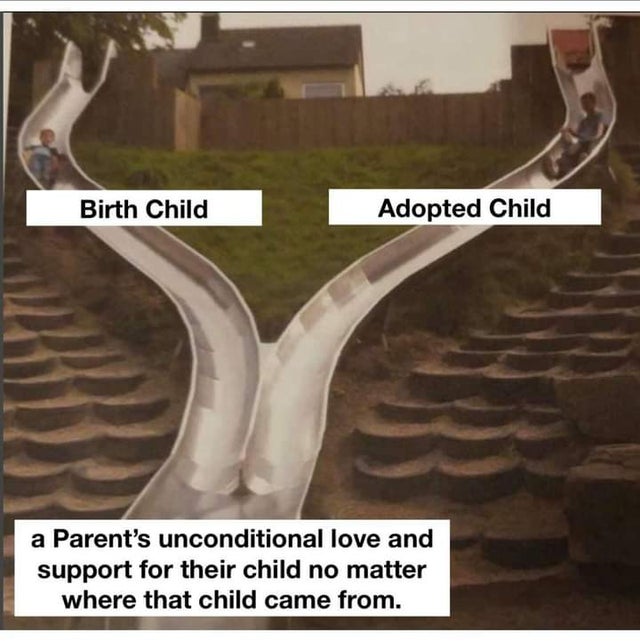 Birth Child
Adopted Child
a Parent's unconditional love and
support for their child no matter
where that child came from.